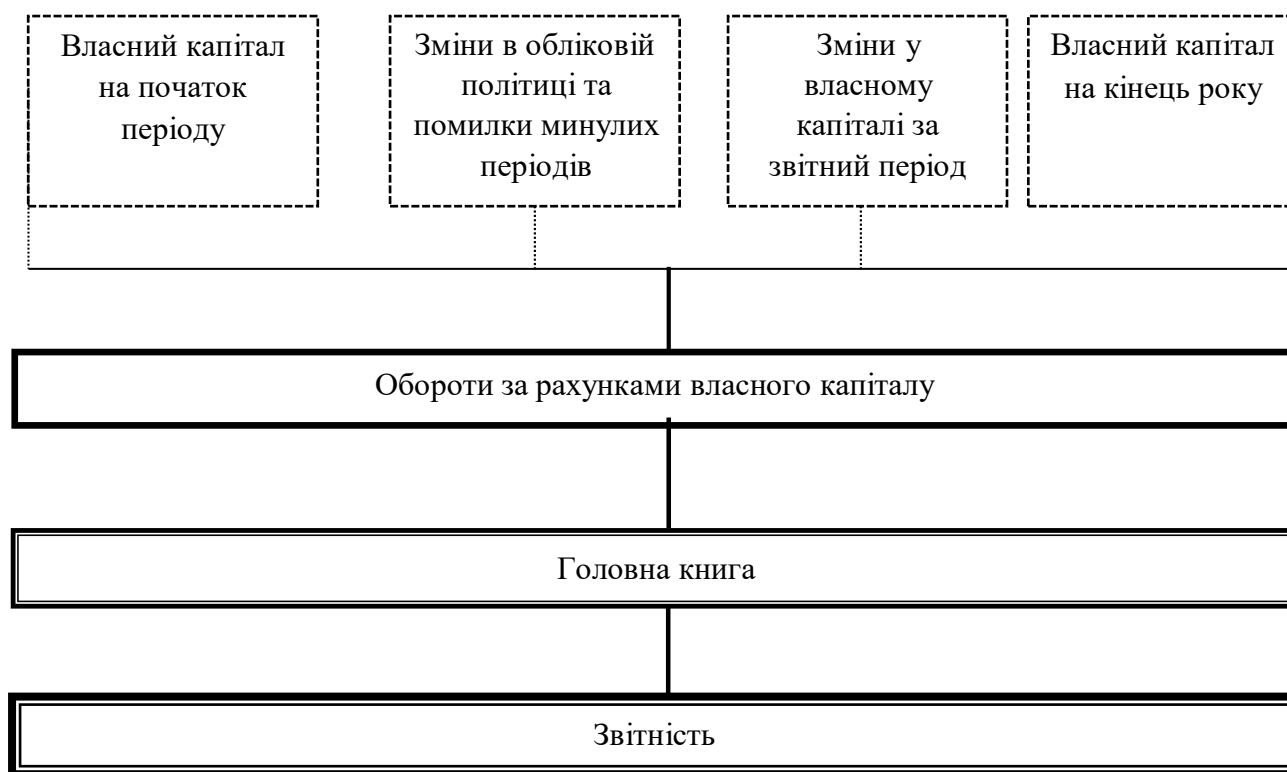 Власний капітал
на початок
періоду
Зміни в обліковій
політиці та
помилки минулих
періодів
Зміни у
власному
капіталі за
звітний період
Власний капітал
на кінець року
Обороти за рахунками власного капіталу
Головна книга
Звітність